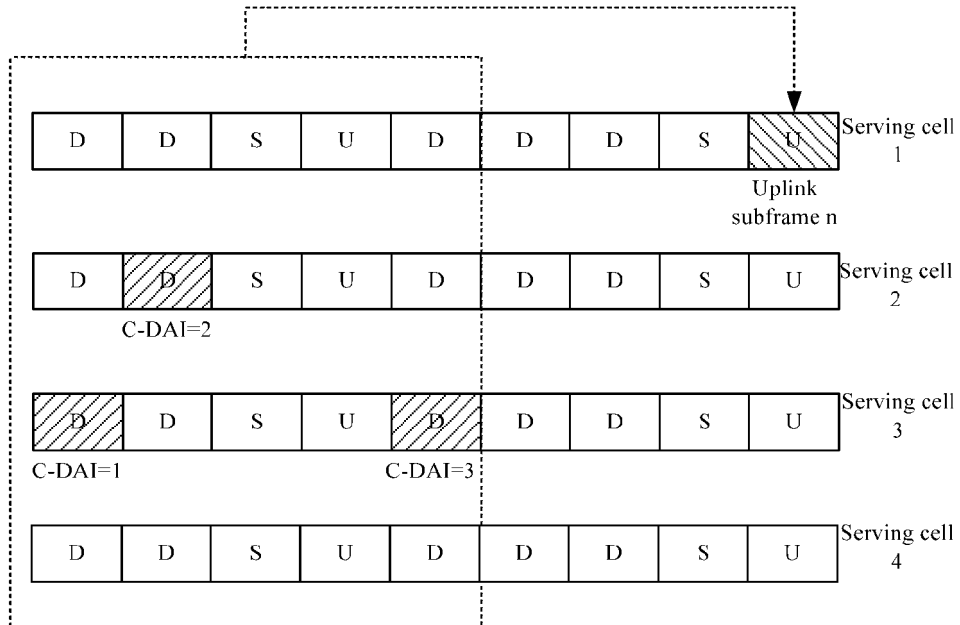 D D S U D D D S U Serving cell
1
Uplink
subframe n
D D S U D D D S U Serving cell
2
C-DAI=2
D D S U D D D S U Serving cell
3
C-DAI=1 C-DAI=3
D D S U D D D S U Serving cell
4